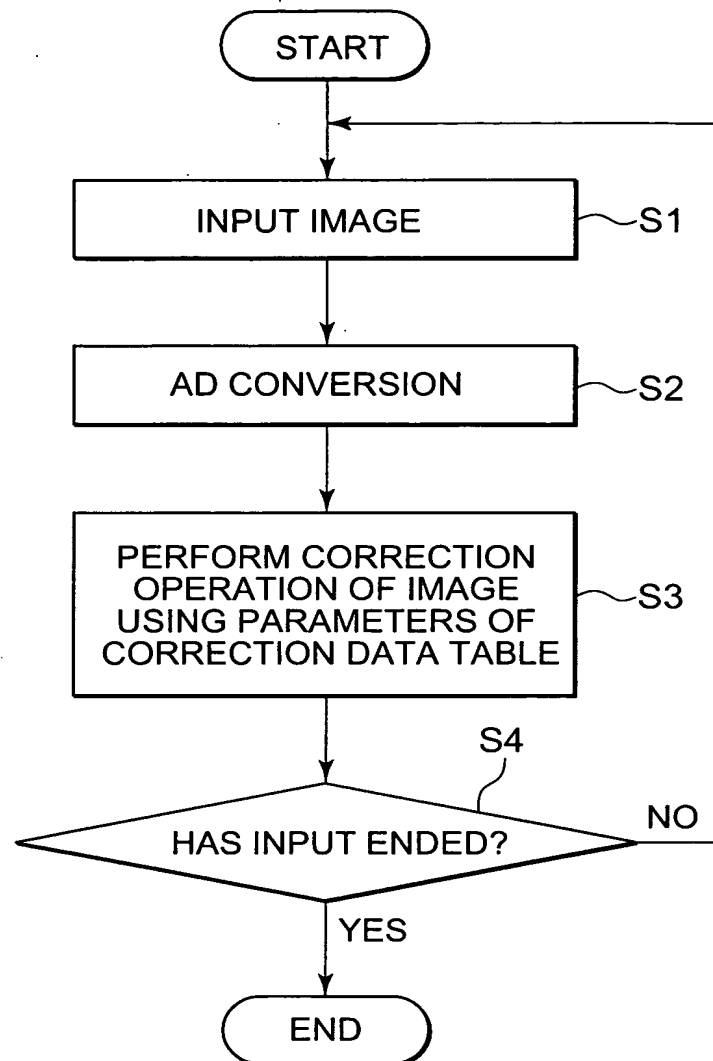 START
INPUT IMAGE
S1
AD CONVERSION
S2
PERFORM CORRECTION
OPERATION OF IMAGE
USING PARAMETERS OF
CORRECTION DATA TABLE
S3
S4
HAS INPUT ENDED?
NO
YES
END